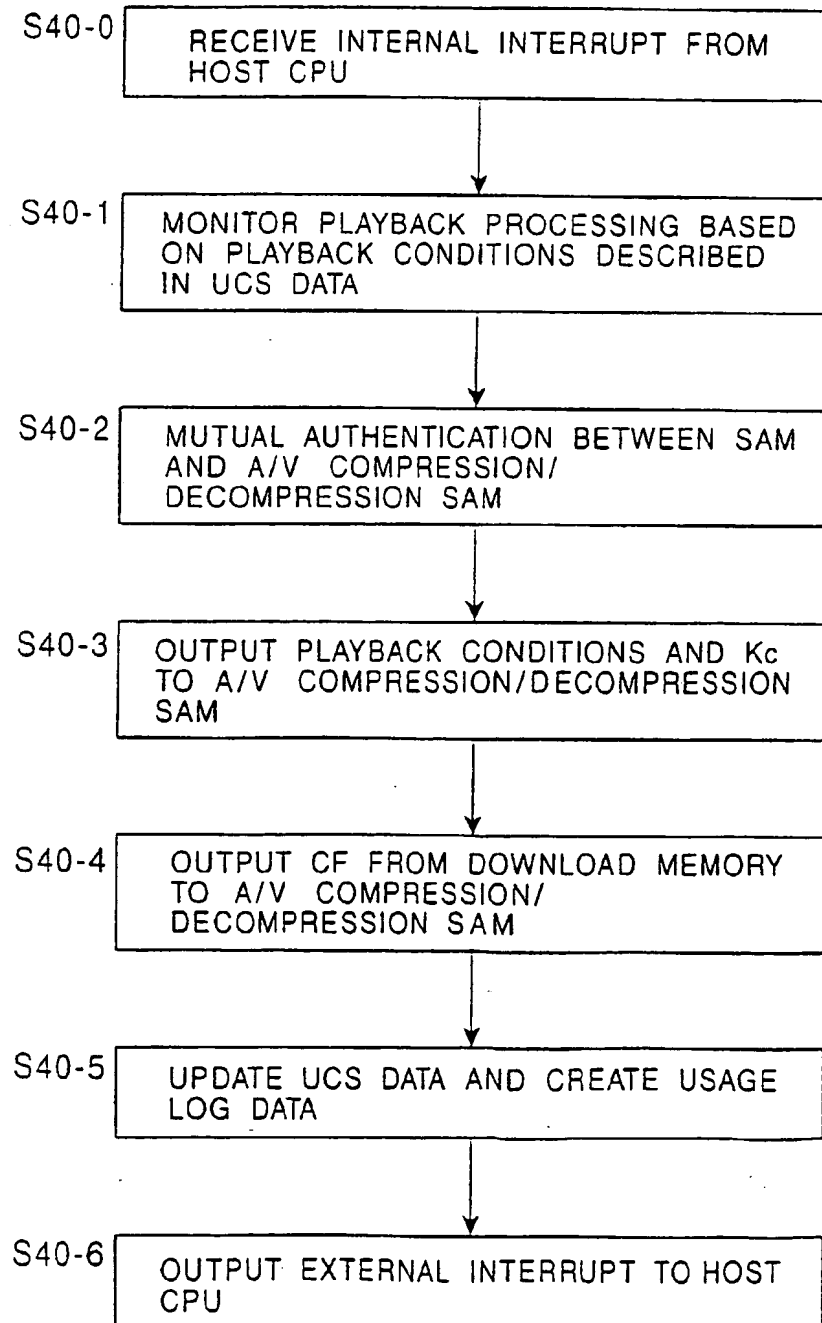 S40-0
RECEIVE INTERNAL INTERRUPT FROM
HOST CPU
S40-1
MONITOR PLAYBACK PROCESSING BASED
ON PLAYBACK CONDITIONS DESCRIBED
IN UCS DATA
S40-2
MUTUAL AUTHENTICATION BETWEEN SAM
AND A/V COMPRESSION/
DECOMPRESSION SAM
S40-3
OUTPUT PLAYBACK CONDITIONS AND Kc
TO A/V COMPRESSION/DECOMPRESSION
SAM
S40-4
OUTPUT CF FROM DOWNLOAD MEMORY
TO A/V COMPRESSION/
DECOMPRESSION SAM
S40-5
UPDATE UCS DATA AND CREATE USAGE
LOG DATA
S40-6
OUTPUT EXTERNAL INTERRUPT TO HOST
CPU